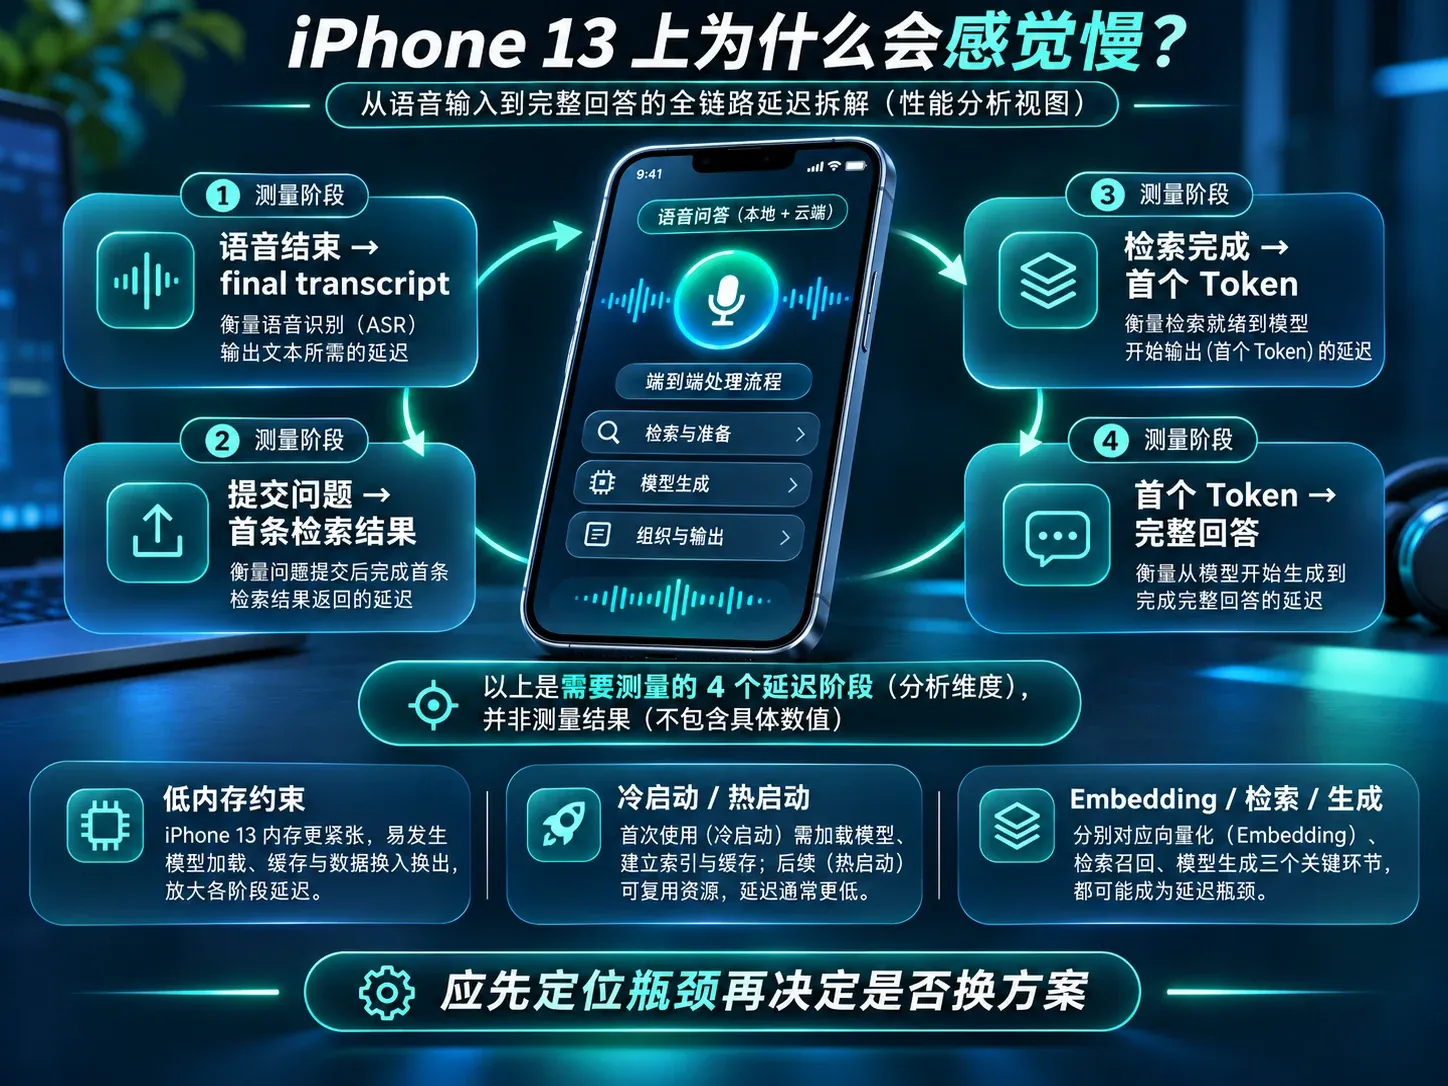 iPhone 13 上为什么会感觉慢？
从语音输入到完整回答的全链路延迟拆解（性能分析视图）
1 测量阶段
语音结束 →
final transcript
衡量语音识别（ASR）
输出文本所需的延迟
2 测量阶段
提交问题 →
首条检索结果
衡量问题提交后完成首条
检索结果返回的延迟
9:41
语音问答（本地 + 云端）
端到端处理流程
检索与准备
模型生成
组织与输出
3 测量阶段
检索完成 →
首个 Token
衡量检索就绪到模型
开始输出（首个 Token）的延迟
4 测量阶段
首个 Token →
完整回答
衡量从模型开始生成到
完成完整回答的延迟
以上是需要测量的 4 个延迟阶段（分析维度），
并非测量结果（不包含具体数值）
低内存约束
iPhone 13 内存更紧张，易发生
模型加载、缓存与数据换入换出，
放大各阶段延迟。
冷启动 / 热启动
首次使用（冷启动）需加载模型、
建立索引与缓存；后续（热启动）
可复用资源，延迟通常更低。
Embedding / 检索 / 生成
分别对应向量化（Embedding）、
检索召回、模型生成三个关键环节，
都可能成为延迟瓶颈。
应先定位瓶颈再决定是否换方案